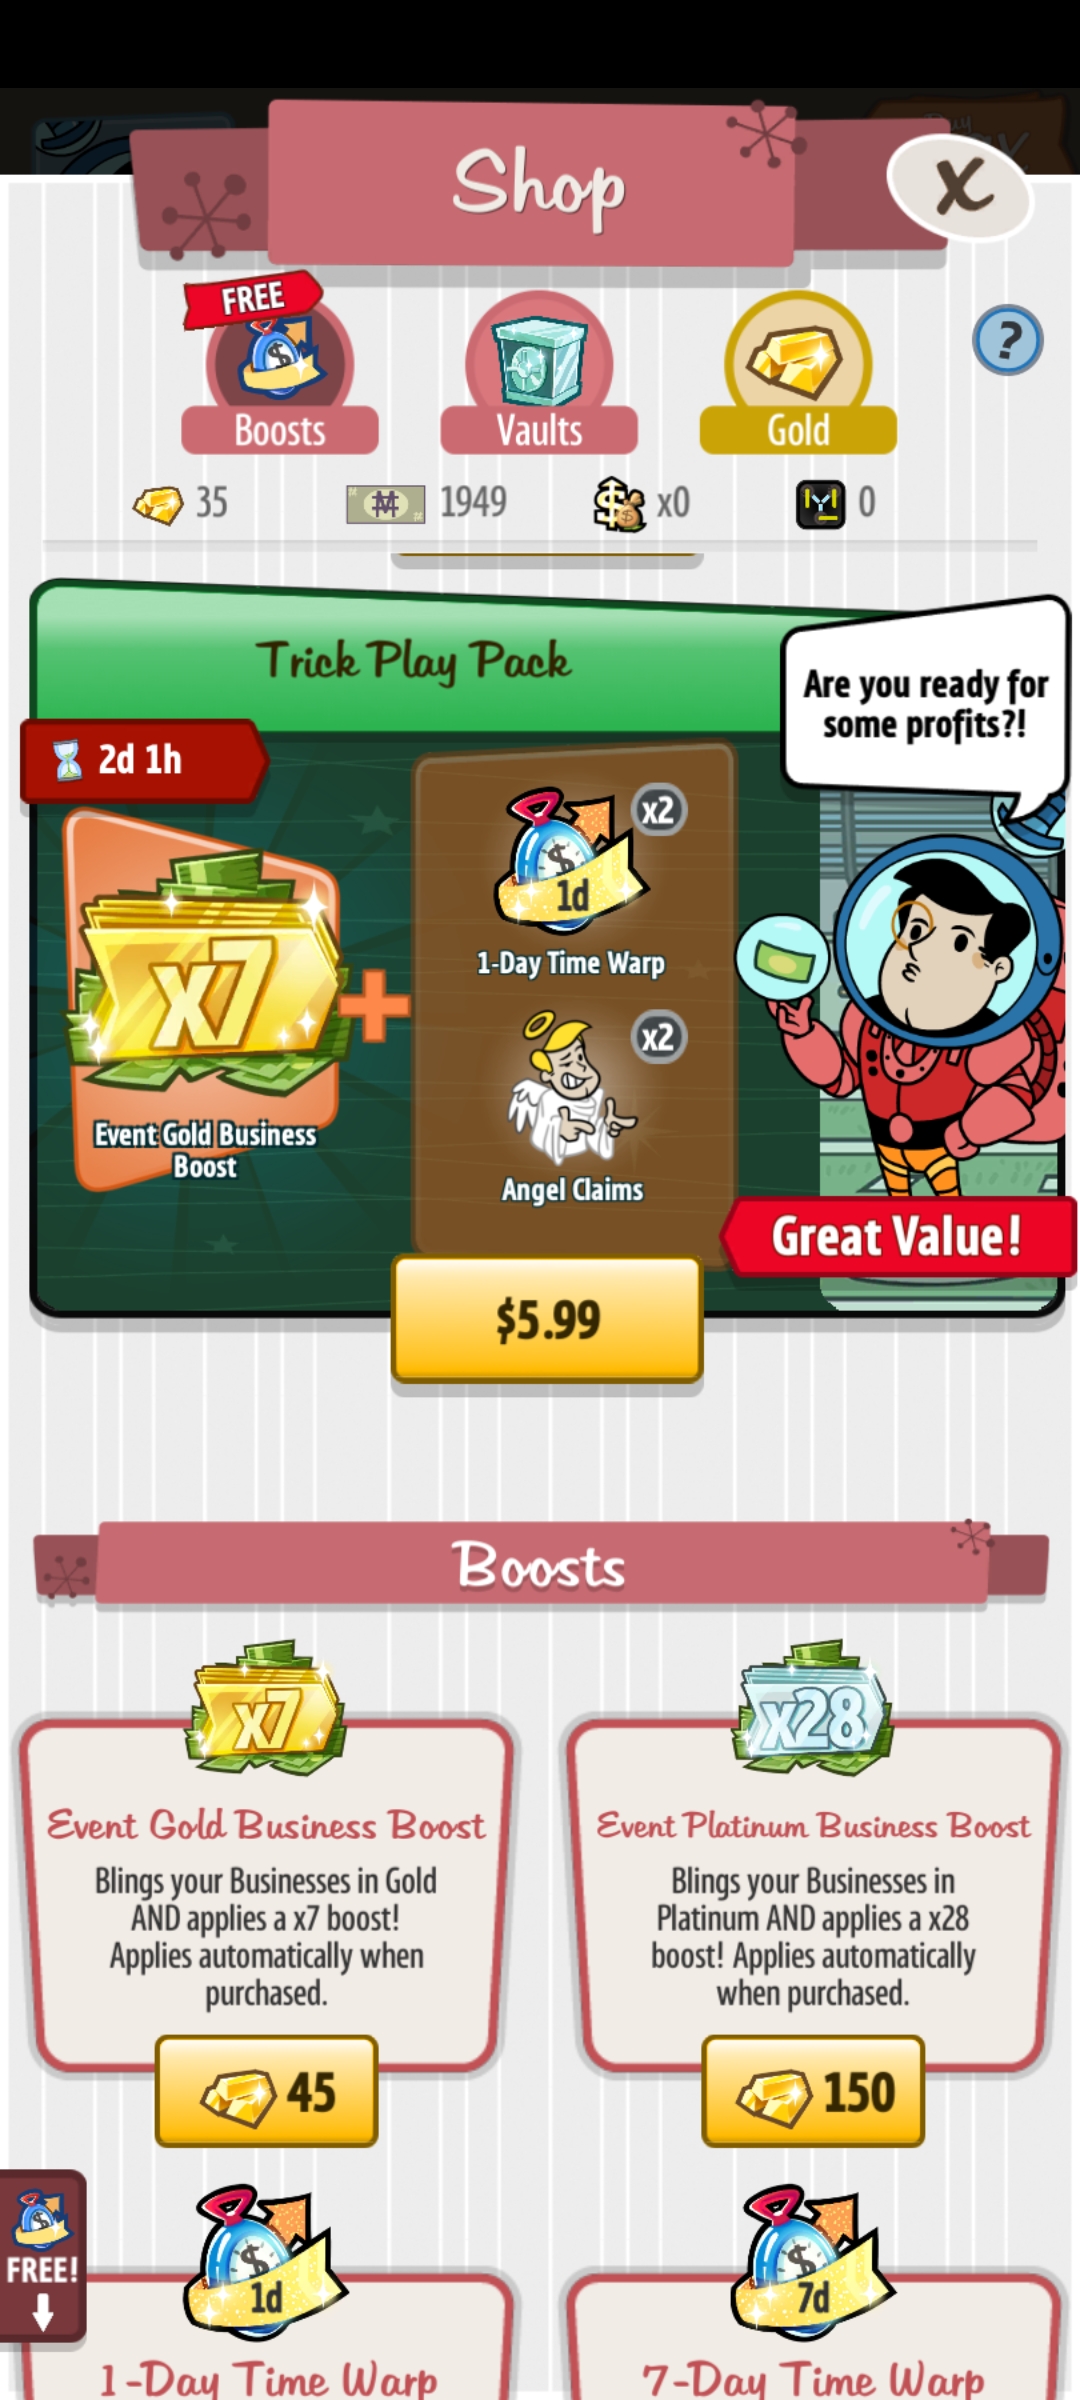 Shop
X
FREE
Boosts
Vaults
Gold
?
35
1949
x0
0
Trick Play Pack
Are you ready for
some profits?!
2d 1h
x7
Event Gold Business
Boost
x2
1d
1-Day Time Warp
x2
Angel Claims
Great Value!
$5.99
Boosts
x7
Event Gold Business Boost
Blings your Businesses in Gold
AND applies a x7 boost!
Applies automatically when
purchased.
45
x28
Event Platinum Business Boost
Blings your Businesses in
Platinum AND applies a x28
boost! Applies automatically
when purchased.
150
FREE!
1d
1-Day Time Warp
7d
7-Day Time Warp